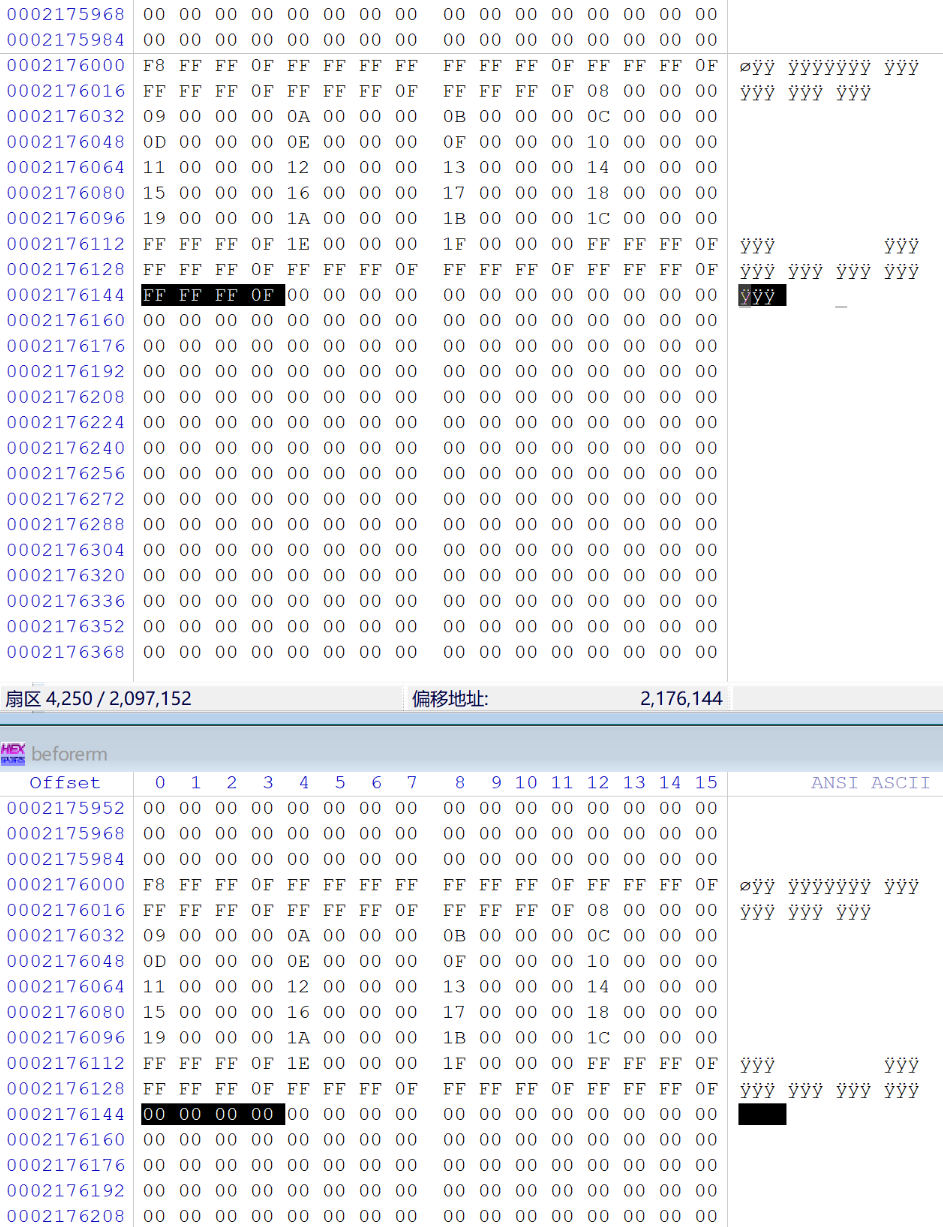 0002175968 00 00 00 00 00 00 00 00 00 00 00 00 00 00 00 00
0002175984 00 00 00 00 00 00 00 00 00 00 00 00 00 00 00 00
0002176000 F8 FF FF 0F FF FF FF FF FF FF FF 0F FF FF FF 0F øÿÿ ÿÿÿÿÿÿÿ ÿÿÿ
0002176016 FF FF FF 0F FF FF FF 0F FF FF FF 0F 08 00 00 00 ÿÿÿ ÿÿÿ ÿÿÿ
0002176032 09 00 00 00 0A 00 00 00 0B 00 00 00 0C 00 00 00
0002176048 0D 00 00 00 0E 00 00 00 0F 00 00 00 10 00 00 00
0002176064 11 00 00 00 12 00 00 00 13 00 00 00 14 00 00 00
0002176080 15 00 00 00 16 00 00 00 17 00 00 00 18 00 00 00
0002176096 19 00 00 00 1A 00 00 00 1B 00 00 00 1C 00 00 00
0002176112 FF FF FF 0F 1E 00 00 00 1F 00 00 00 FF FF FF 0F ÿÿÿ ÿÿÿ
0002176128 FF FF FF 0F FF FF FF 0F FF FF FF 0F FF FF FF 0F ÿÿÿ ÿÿÿ ÿÿÿ ÿÿÿ
0002176144 FF FF FF 0F 00 00 00 00 00 00 00 00 00 00 00 00 ÿÿÿ
0002176160 00 00 00 00 00 00 00 00 00 00 00 00 00 00 00 00
0002176176 00 00 00 00 00 00 00 00 00 00 00 00 00 00 00 00
0002176192 00 00 00 00 00 00 00 00 00 00 00 00 00 00 00 00
0002176208 00 00 00 00 00 00 00 00 00 00 00 00 00 00 00 00
0002176224 00 00 00 00 00 00 00 00 00 00 00 00 00 00 00 00
0002176240 00 00 00 00 00 00 00 00 00 00 00 00 00 00 00 00
0002176256 00 00 00 00 00 00 00 00 00 00 00 00 00 00 00 00
0002176272 00 00 00 00 00 00 00 00 00 00 00 00 00 00 00 00
0002176288 00 00 00 00 00 00 00 00 00 00 00 00 00 00 00 00
0002176304 00 00 00 00 00 00 00 00 00 00 00 00 00 00 00 00
0002176320 00 00 00 00 00 00 00 00 00 00 00 00 00 00 00 00
0002176336 00 00 00 00 00 00 00 00 00 00 00 00 00 00 00 00
0002176352 00 00 00 00 00 00 00 00 00 00 00 00 00 00 00 00
0002176368 00 00 00 00 00 00 00 00 00 00 00 00 00 00 00 00
扇区 4,250 / 2,097,152 偏移地址: 2,176,144
HEX beforerm
Offset 0 1 2 3 4 5 6 7 8 9 10 11 12 13 14 15 ANSI ASCII
0002175952 00 00 00 00 00 00 00 00 00 00 00 00 00 00 00 00
0002175968 00 00 00 00 00 00 00 00 00 00 00 00 00 00 00 00
0002175984 00 00 00 00 00 00 00 00 00 00 00 00 00 00 00 00
0002176000 F8 FF FF 0F FF FF FF FF FF FF FF 0F FF FF FF 0F øÿÿ ÿÿÿÿÿÿÿ ÿÿÿ
0002176016 FF FF FF 0F FF FF FF 0F FF FF FF 0F 08 00 00 00 ÿÿÿ ÿÿÿ ÿÿÿ
0002176032 09 00 00 00 0A 00 00 00 0B 00 00 00 0C 00 00 00
0002176048 0D 00 00 00 0E 00 00 00 0F 00 00 00 10 00 00 00
0002176064 11 00 00 00 12 00 00 00 13 00 00 00 14 00 00 00
0002176080 15 00 00 00 16 00 00 00 17 00 00 00 18 00 00 00
0002176096 19 00 00 00 1A 00 00 00 1B 00 00 00 1C 00 00 00
0002176112 FF FF FF 0F 1E 00 00 00 1F 00 00 00 FF FF FF 0F ÿÿÿ ÿÿÿ
0002176128 FF FF FF 0F FF FF FF 0F FF FF FF 0F FF FF FF 0F ÿÿÿ ÿÿÿ ÿÿÿ ÿÿÿ
0002176144 00 00 00 00 00 00 00 00 00 00 00 00 00 00 00 00
0002176160 00 00 00 00 00 00 00 00 00 00 00 00 00 00 00 00
0002176176 00 00 00 00 00 00 00 00 00 00 00 00 00 00 00 00
0002176192 00 00 00 00 00 00 00 00 00 00 00 00 00 00 00 00
0002176208 00 00 00 00 00 00 00 00 00 00 00 00 00 00 00 00